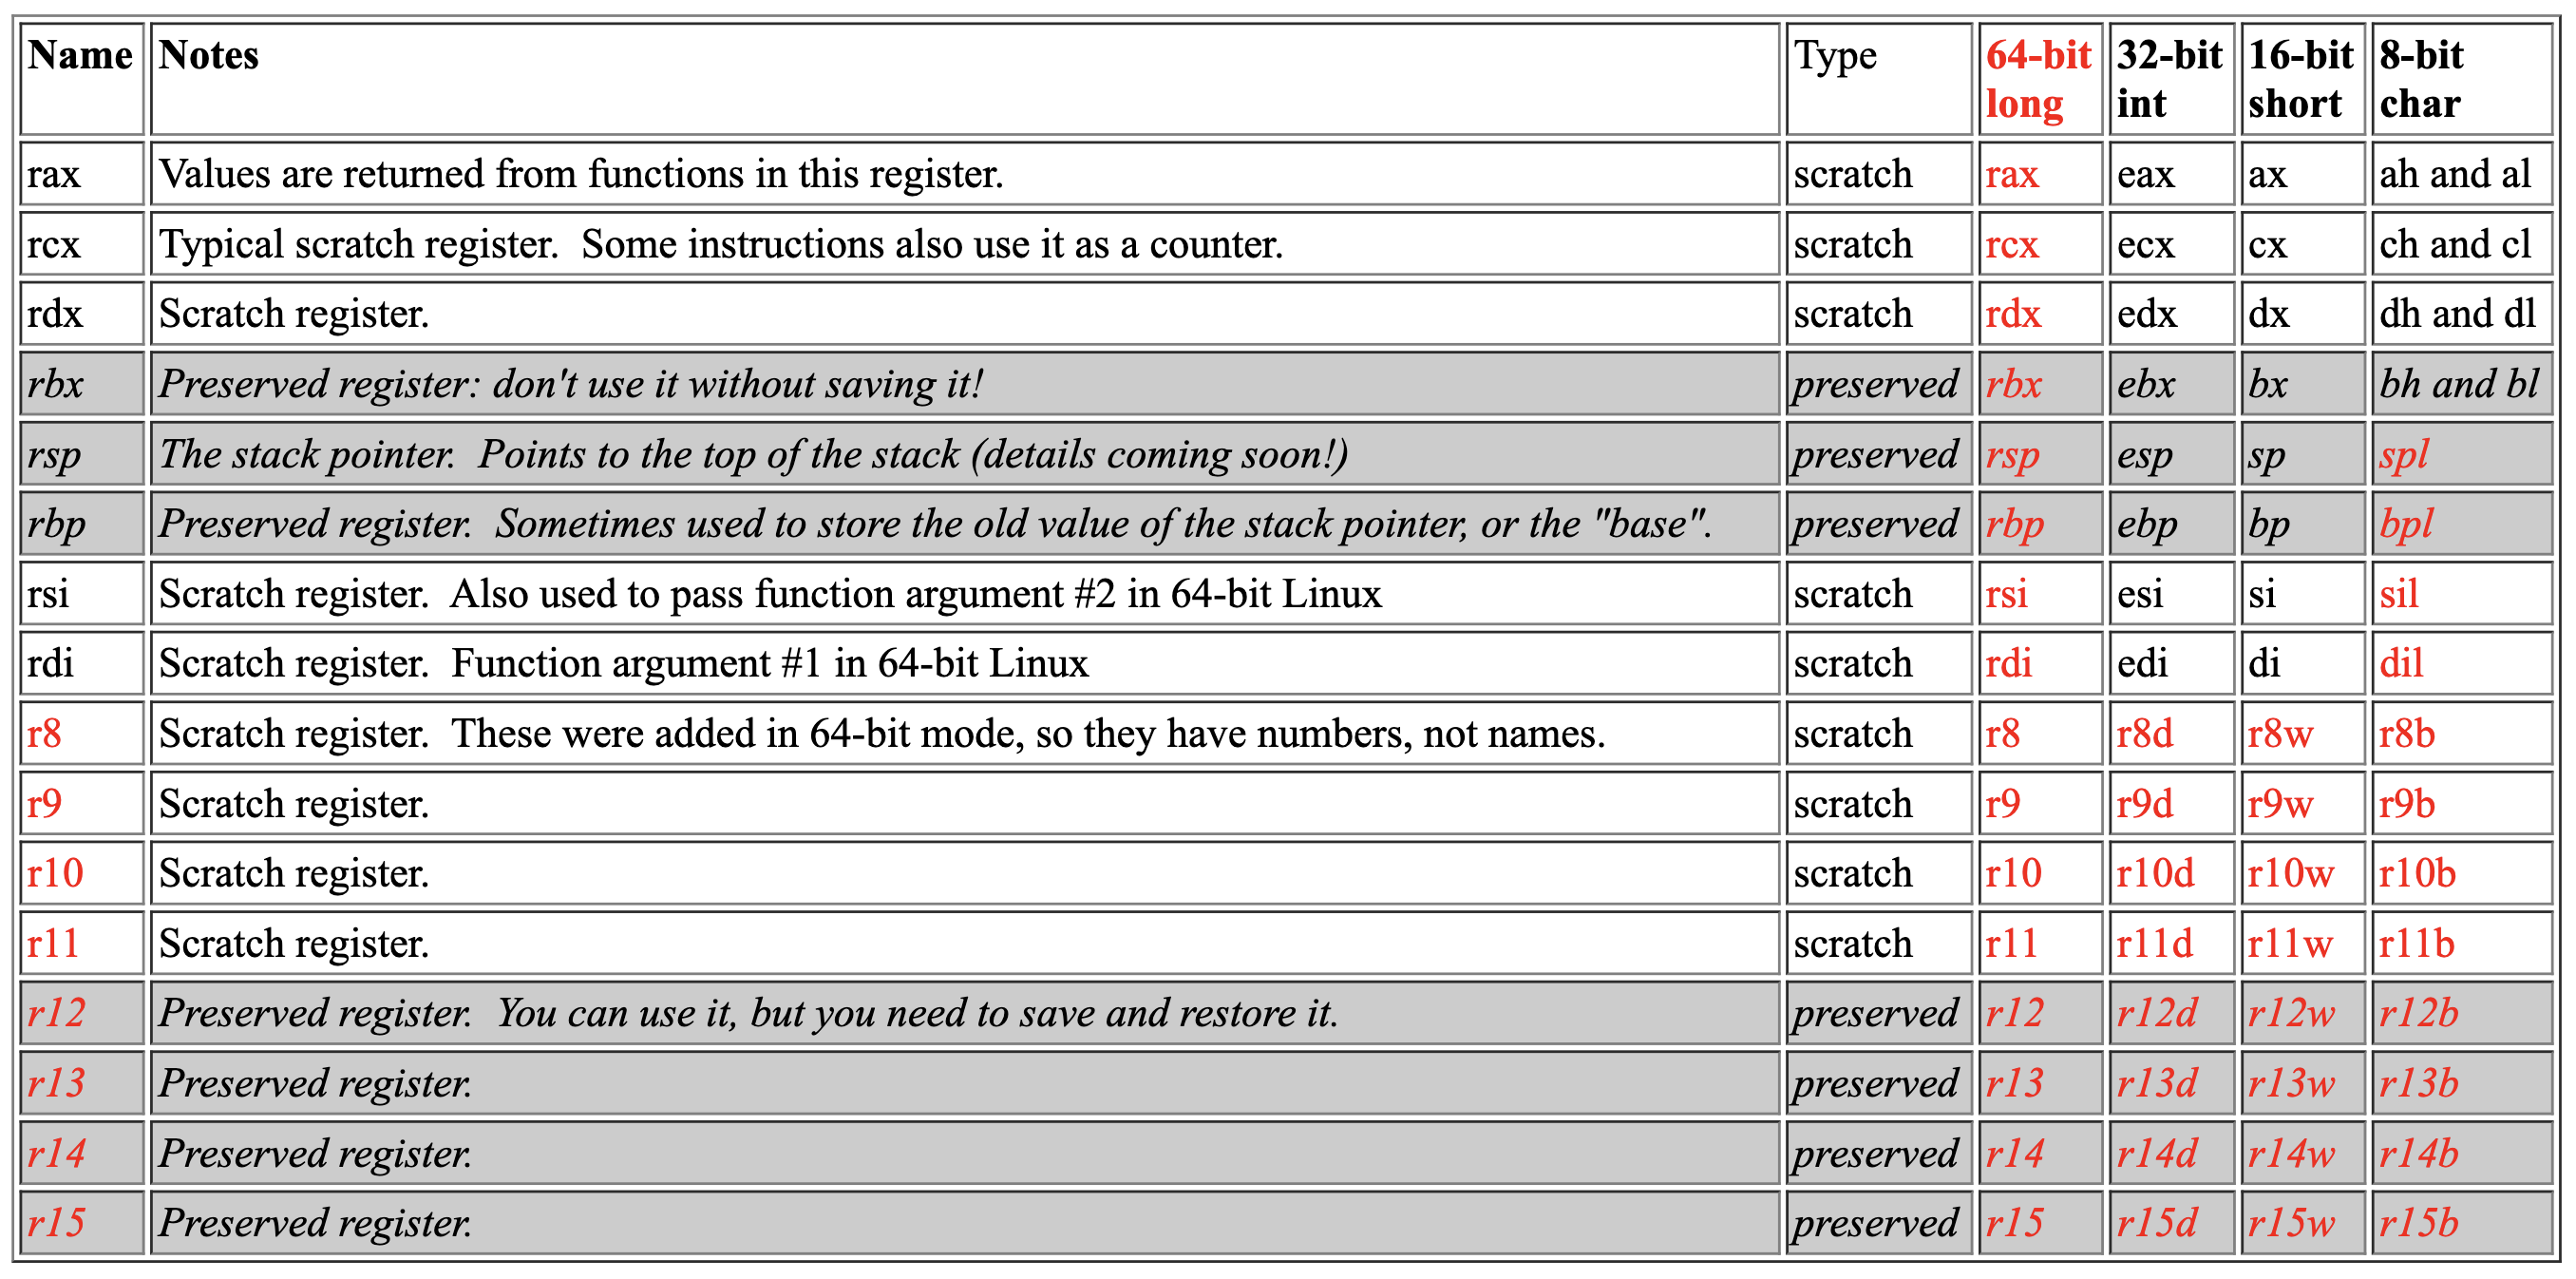 Name Notes Type 64-bit long 32-bit int 16-bit short 8-bit char
rax Values are returned from functions in this register. scratch rax eax ax ah and al
rcx Typical scratch register.  Some instructions also use it as a counter. scratch rcx ecx cx ch and cl
rdx Scratch register. scratch rdx edx dx dh and dl
rbx Preserved register: don't use it without saving it! preserved rbx ebx bx bh and bl
rsp The stack pointer.  Points to the top of the stack (details coming soon!) preserved rsp esp sp spl
rbp Preserved register.  Sometimes used to store the old value of the stack pointer, or the "base". preserved rbp ebp bp bpl
rsi Scratch register.  Also used to pass function argument #2 in 64-bit Linux scratch rsi esi si sil
rdi Scratch register.  Function argument #1 in 64-bit Linux scratch rdi edi di dil
r8 Scratch register.  These were added in 64-bit mode, so they have numbers, not names. scratch r8 r8d r8w r8b
r9 Scratch register. scratch r9 r9d r9w r9b
r10 Scratch register. scratch r10 r10d r10w r10b
r11 Scratch register. scratch r11 r11d r11w r11b
r12 Preserved register.  You can use it, but you need to save and restore it. preserved r12 r12d r12w r12b
r13 Preserved register. preserved r13 r13d r13w r13b
r14 Preserved register. preserved r14 r14d r14w r14b
r15 Preserved register. preserved r15 r15d r15w r15b